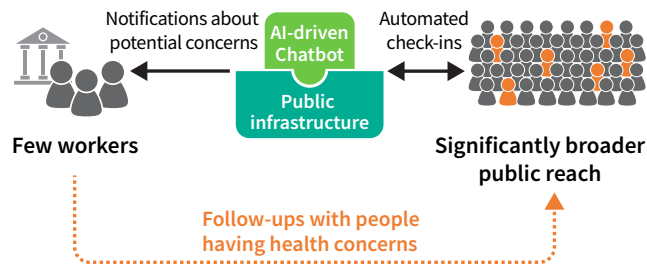 Notifications about
potential concerns
AI-driven
Chatbot
Public
infrastructure
Automated
check-ins
Few workers
Significantly broader
public reach
Follow-ups with people
having health concerns